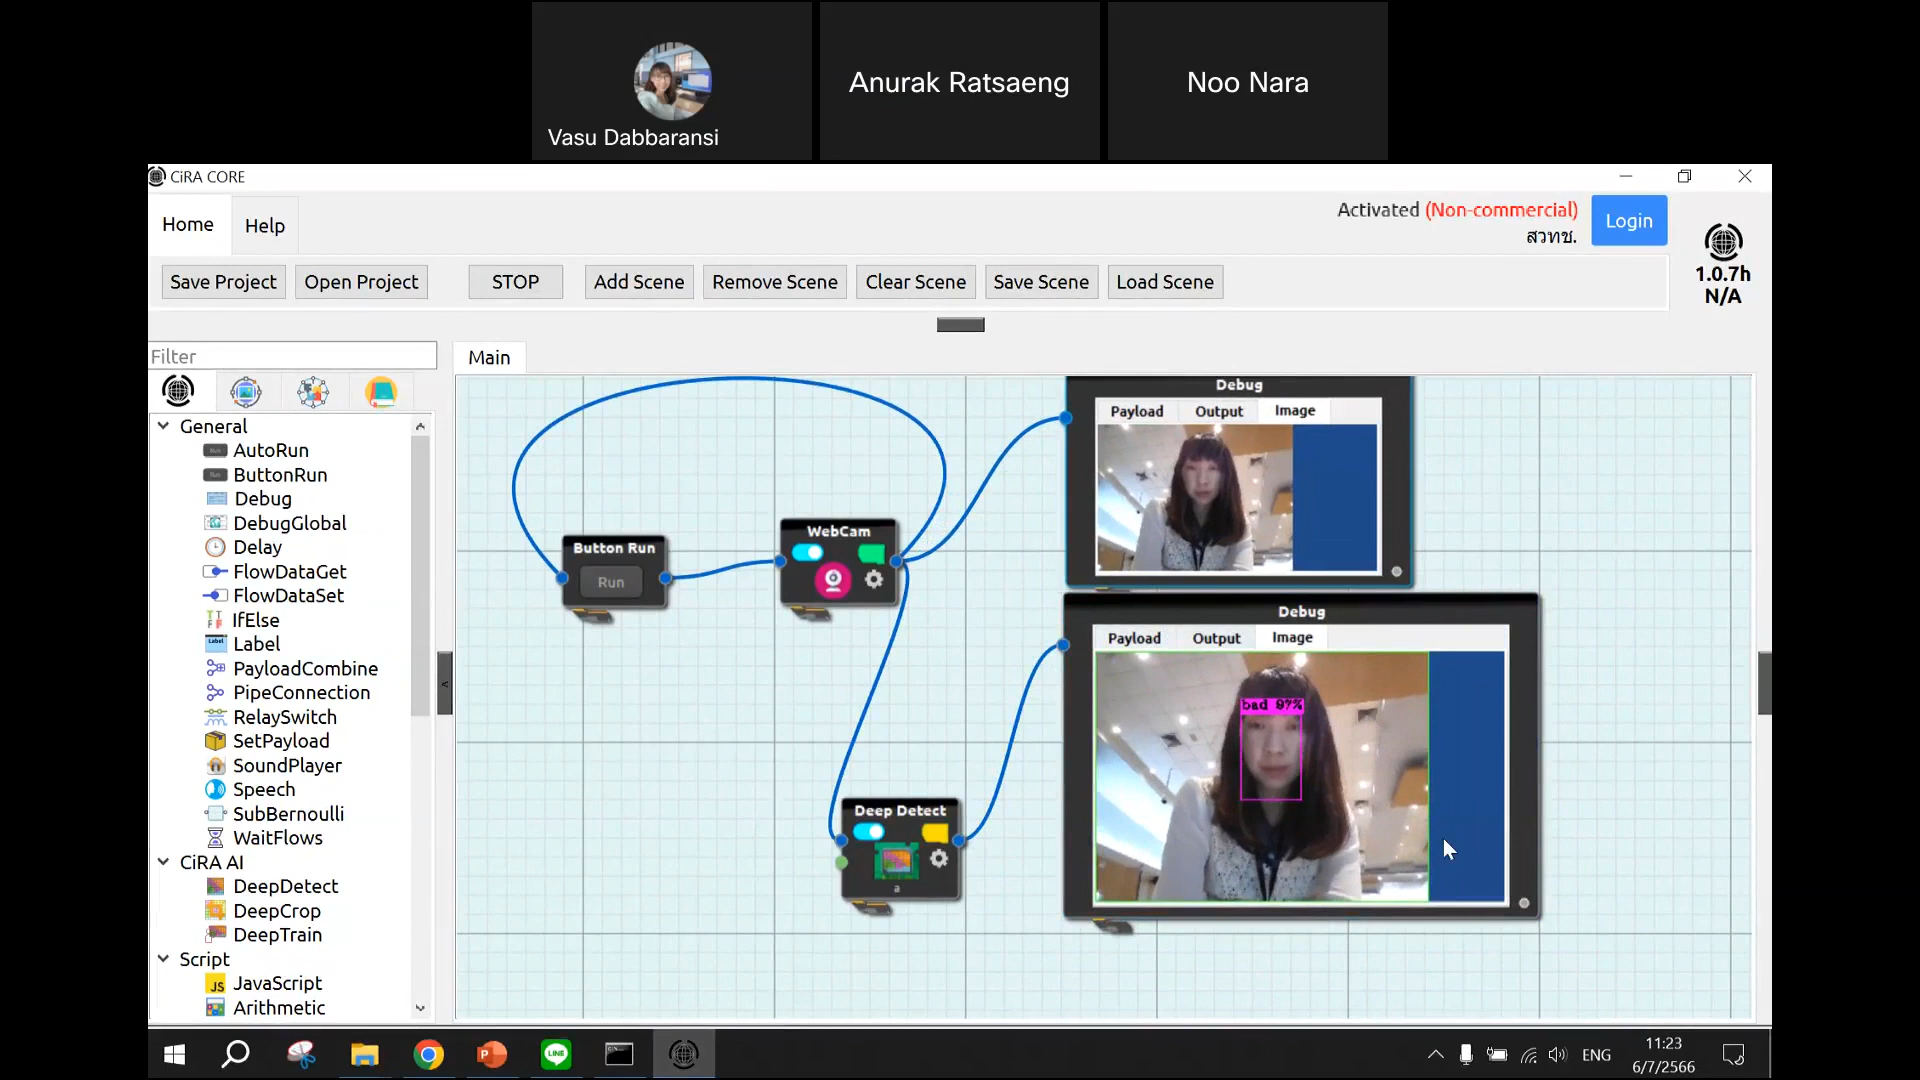 Vasu Dabbaransi
Anurak Ratsaeng
Noo Nara
CiRA CORE
Home
Help
Activated (Non-commercial)
สวทช.
Login
1.0.7h
N/A
Save Project
Open Project
STOP
Add Scene
Remove Scene
Clear Scene
Save Scene
Load Scene
Filter
Main
General
AutoRun
ButtonRun
Debug
DebugGlobal
Delay
FlowDataGet
FlowDataSet
IfElse
Label
PayloadCombine
PipeConnection
RelaySwitch
SetPayload
SoundPlayer
Speech
SubBernoulli
WaitFlows
CiRA AI
DeepDetect
DeepCrop
DeepTrain
Script
JavaScript
Arithmetic
Button Run
Run
WebCam
Debug
Payload
Output
Image
Debug
Payload
Output
Image
bad 97%
Deep Detect
a
ENG
11:23
6/7/2566